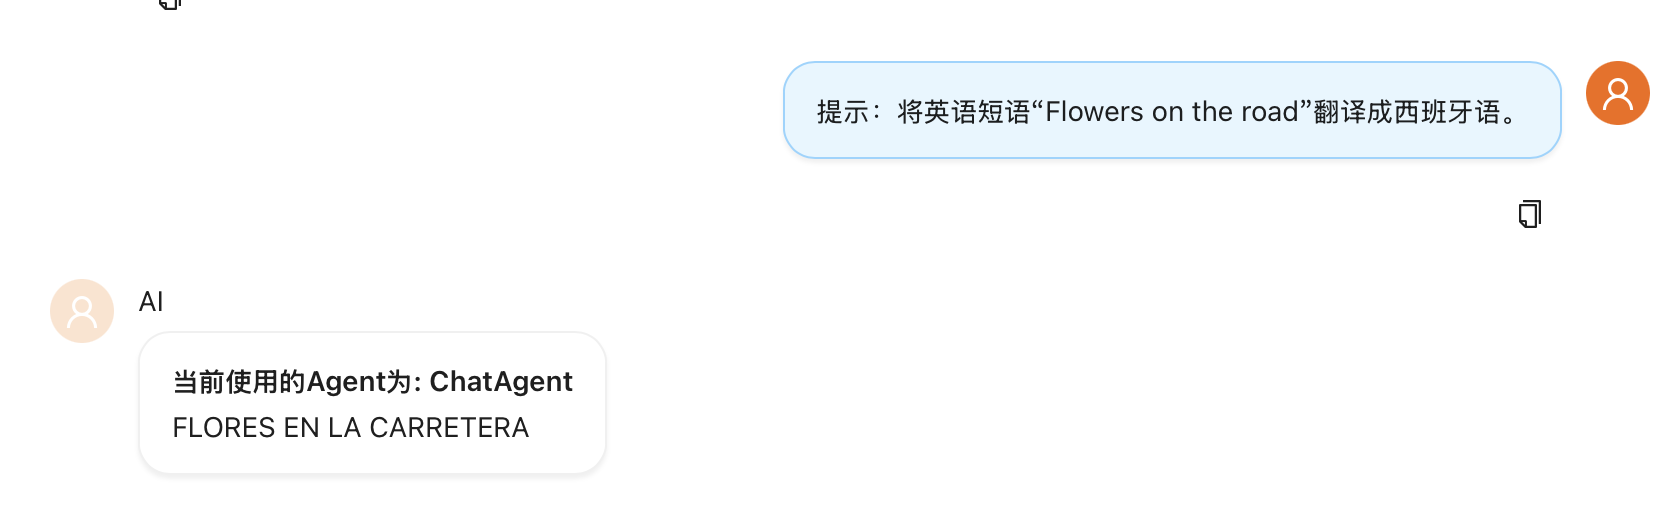 提示：将英语短语“Flowers on the road”翻译成西班牙语。
AI
当前使用的Agent为: ChatAgent
FLORES EN LA CARRETERA